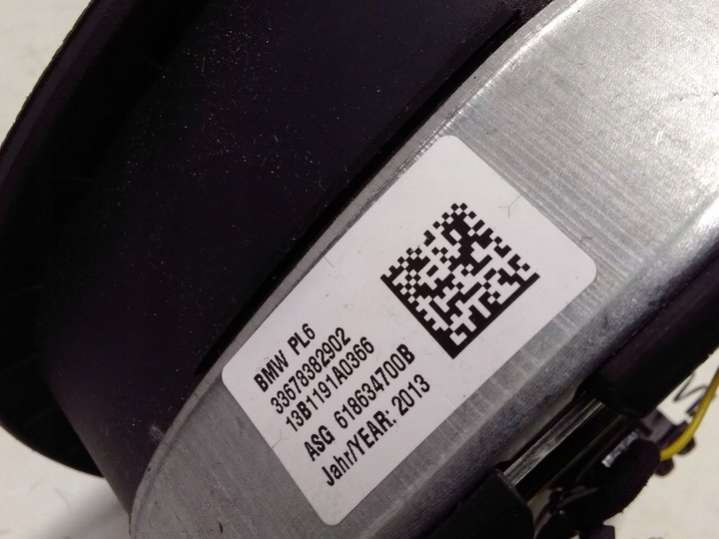 BMW PL6
33678382902
13B1191A0366
ASG 618634700B
Jahr/YEAR: 2013